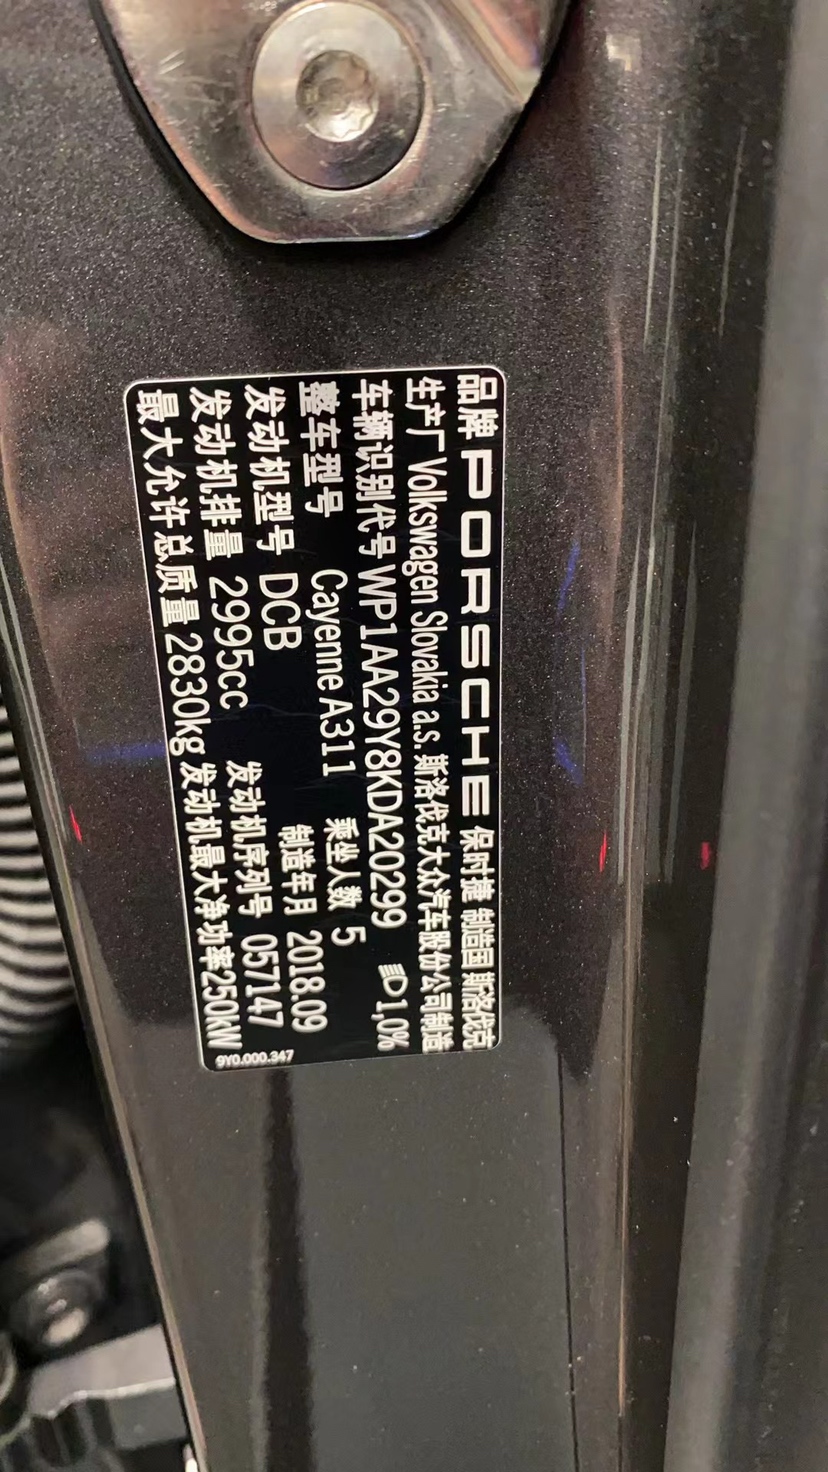 品牌 PORSCHE 保时捷 制造国 斯洛伐克
生产厂 Volkswagen Slovakia a.s. 斯洛伐克大众汽车股份公司制造
车辆识别代号 WP1AA29Y8KDA20299 1,0%
整车型号 Cayenne A311 乘坐人数 5
发动机型号 DCB 制造年月 2018.09
发动机排量 2995cc 发动机序列号 057147
最大允许总质量 2830kg 发动机最大净功率250kW
9Y0.000.347